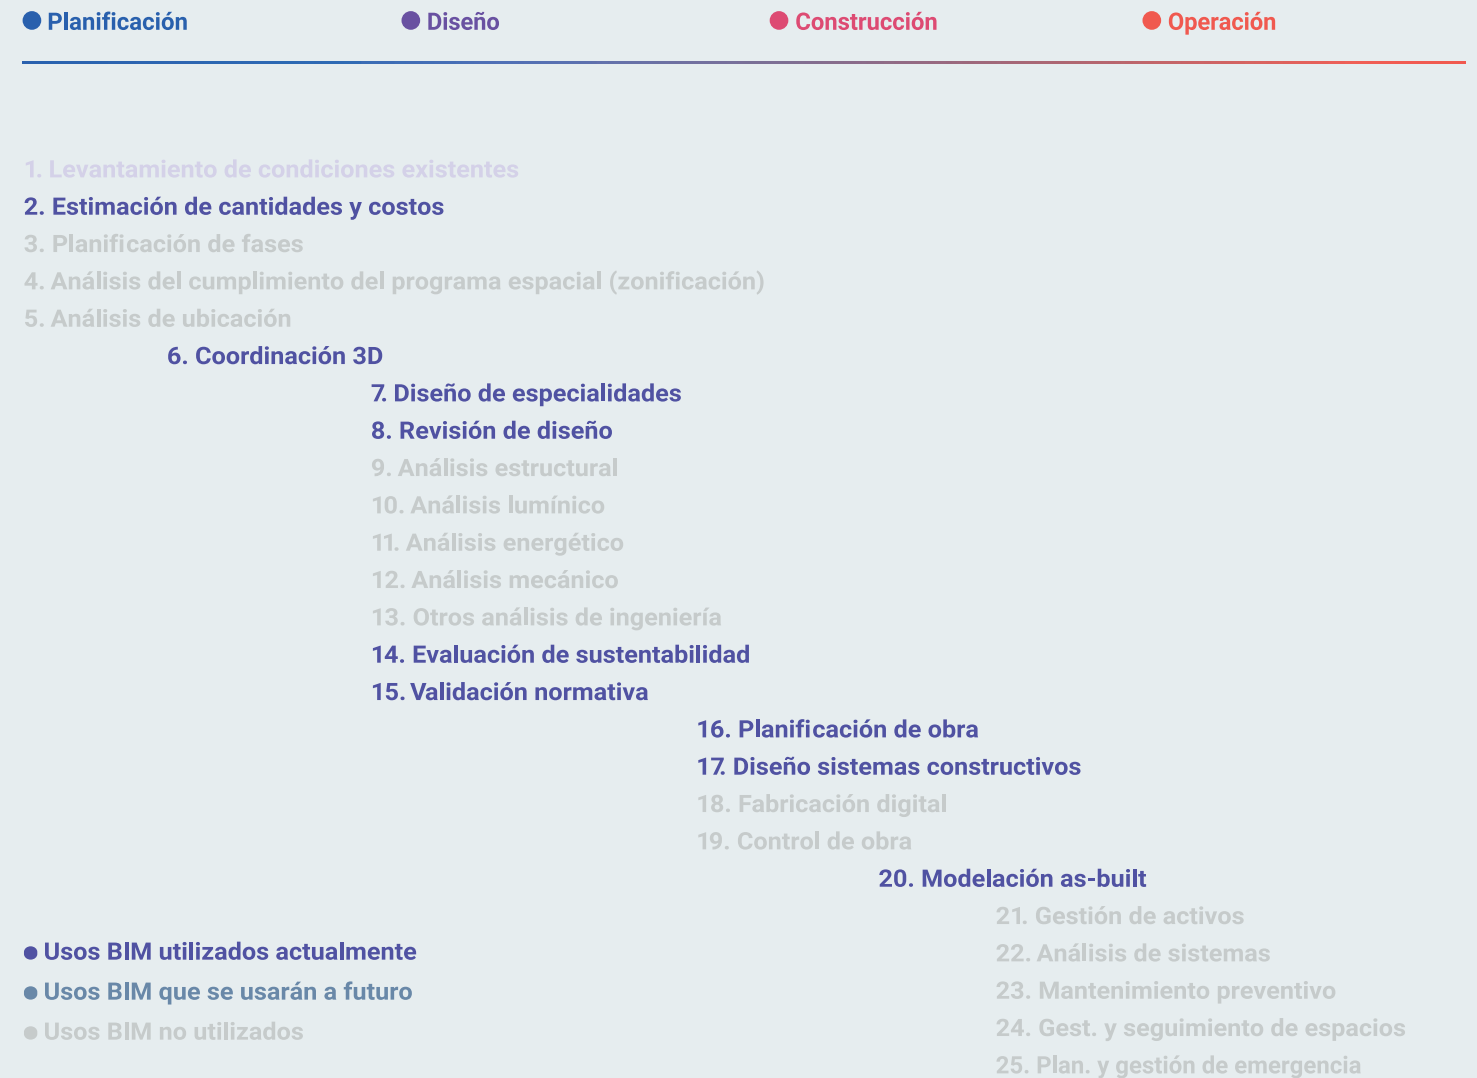 Planificación
Diseño
Construcción
Operación
1. Levantamiento de condiciones existentes
2. Estimación de cantidades y costos
3. Planificación de fases
4. Análisis del cumplimiento del programa espacial (zonificación)
5. Análisis de ubicación
6. Coordinación 3D
7. Diseño de especialidades
8. Revisión de diseño
9. Análisis estructural
10. Análisis lumínico
11. Análisis energético
12. Análisis mecánico
13. Otros análisis de ingeniería
14. Evaluación de sustentabilidad
15. Validación normativa
16. Planificación de obra
17. Diseño sistemas constructivos
18. Fabricación digital
19. Control de obra
20. Modelación as-built
21. Gestión de activos
22. Análisis de sistemas
23. Mantenimiento preventivo
24. Gest. y seguimiento de espacios
25. Plan. y gestión de emergencia
Usos BIM utilizados actualmente
Usos BIM que se usarán a futuro
Usos BIM no utilizados